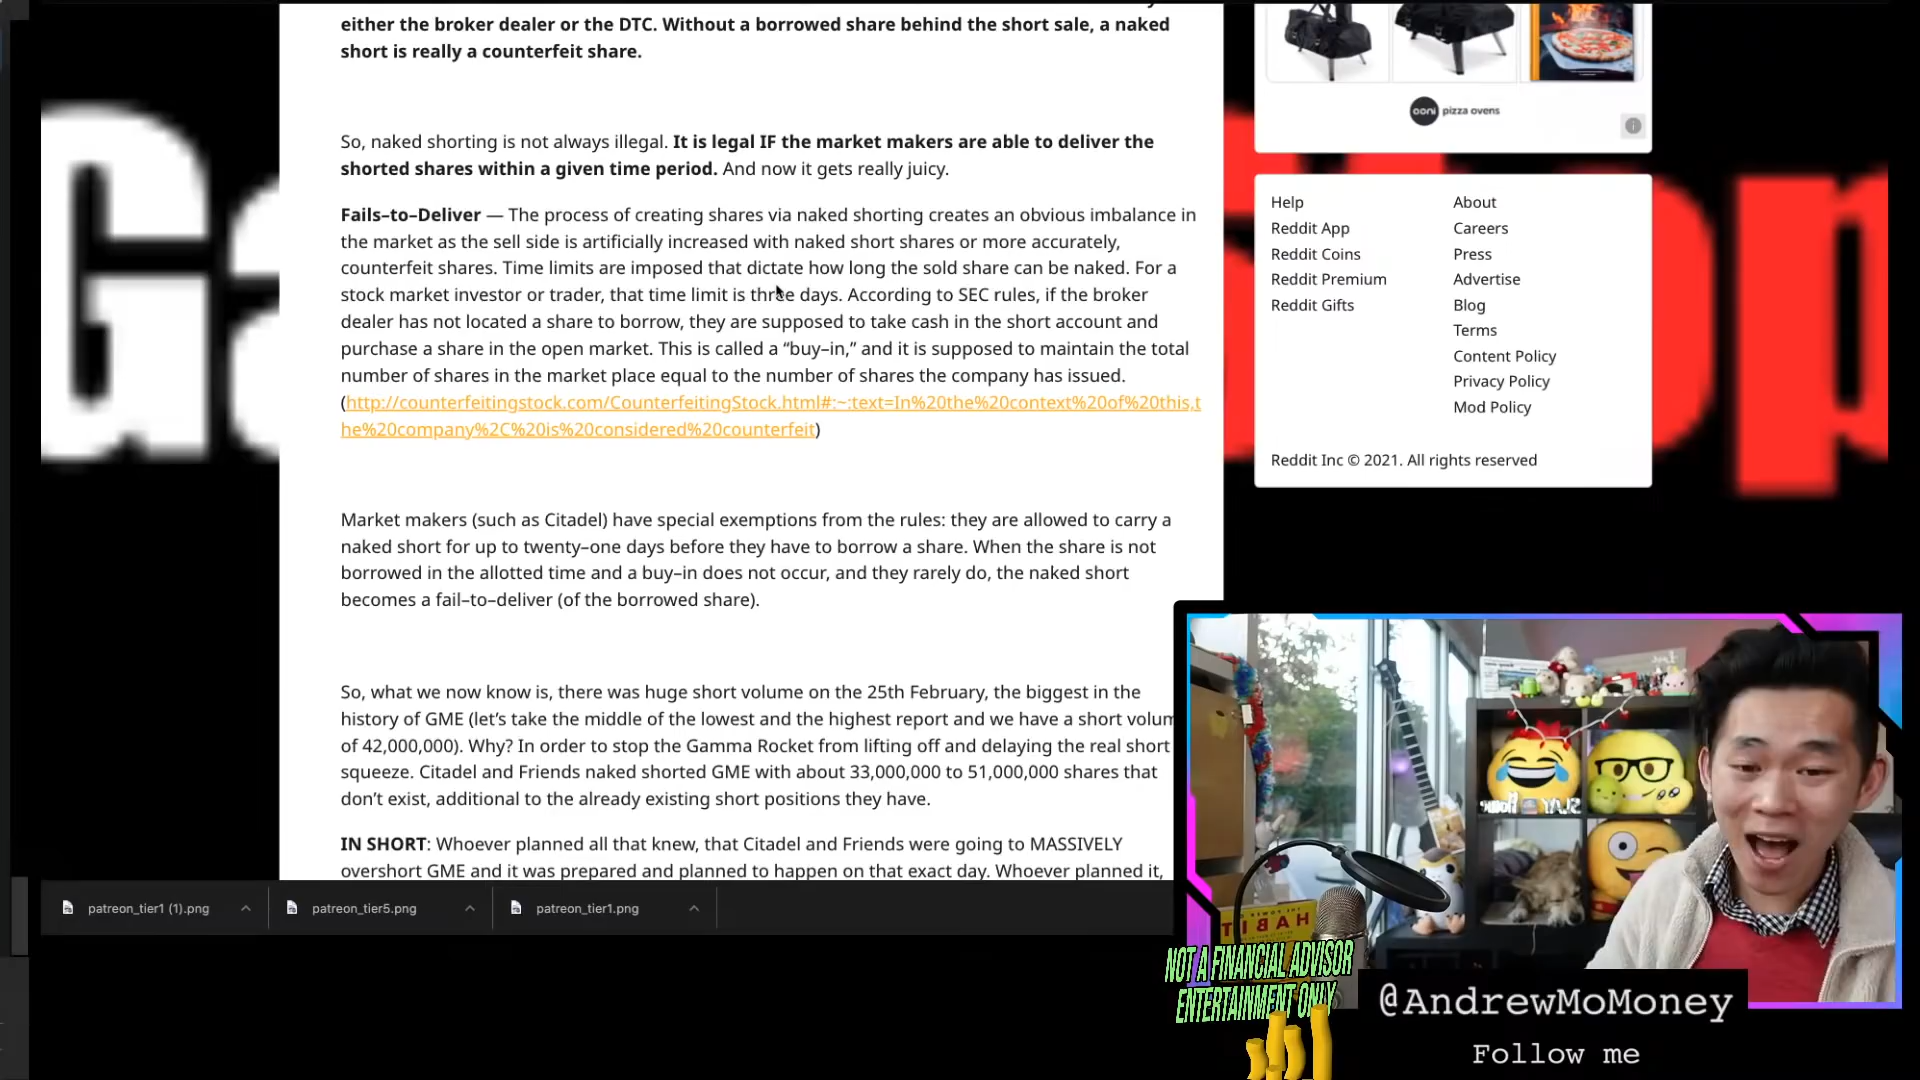 either the broker dealer or the DTC. Without a borrowed share behind the short sale, a naked
short is really a counterfeit share.
So, naked shorting is not always illegal. It is legal IF the market makers are able to deliver the
shorted shares within a given time period. And now it gets really juicy.
Fails–to–Deliver — The process of creating shares via naked shorting creates an obvious imbalance in
the market as the sell side is artificially increased with naked short shares or more accurately,
counterfeit shares. Time limits are imposed that dictate how long the sold share can be naked. For a
stock market investor or trader, that time limit is three days. According to SEC rules, if the broker
dealer has not located a share to borrow, they are supposed to take cash in the short account and
purchase a share in the open market. This is called a “buy–in,” and it is supposed to maintain the total
number of shares in the market place equal to the number of shares the company has issued.
(http://counterfeitingstock.com/CounterfeitingStock.html#:~:text=In%20the%20context%20of%20this,t
he%20company%2C%20is%20considered%20counterfeit)
Market makers (such as Citadel) have special exemptions from the rules: they are allowed to carry a
naked short for up to twenty–one days before they have to borrow a share. When the share is not
borrowed in the allotted time and a buy–in does not occur, and they rarely do, the naked short
becomes a fail–to–deliver (of the borrowed share).
So, what we now know is, there was huge short volume on the 25th February, the biggest in the
history of GME (let’s take the middle of the lowest and the highest report and we have a short volum
of 42,000,000). Why? In order to stop the Gamma Rocket from lifting off and delaying the real short
squeeze. Citadel and Friends naked shorted GME with about 33,000,000 to 51,000,000 shares that
don’t exist, additional to the already existing short positions they have.
IN SHORT: Whoever planned all that knew, that Citadel and Friends were going to MASSIVELY
overshort GME and it was prepared and planned to happen on that exact day. Whoever planned it,
patreon_tier1 (1).png
patreon_tier5.png
patreon_tier1.png
ooni pizza ovens
Help
Reddit App
Reddit Coins
Reddit Premium
Reddit Gifts
About
Careers
Press
Advertise
Blog
Terms
Content Policy
Privacy Policy
Mod Policy
Reddit Inc © 2021. All rights reserved
Ga
op
HABIT
NOT A FINANCIAL ADVISOR
ENTERTAINMENT ONLY
@AndrewMoMoney
Follow me